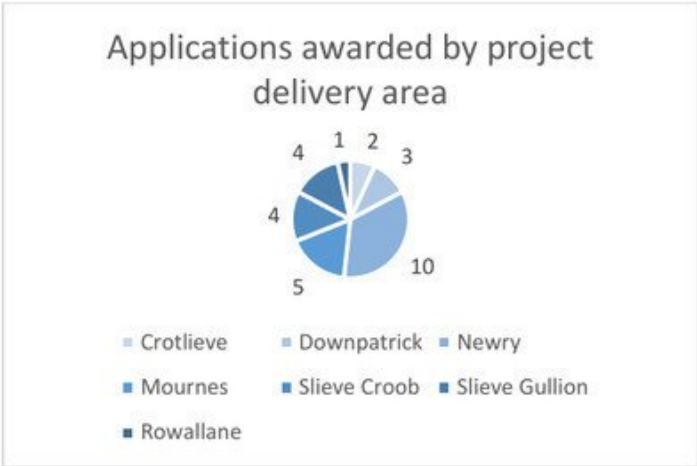 Applications awarded by project
delivery area
4 1 2 3
4
10
5
Crotlieve Downpatrick Newry
Mournes Slieve Croob Slieve Gullion
Rowallane